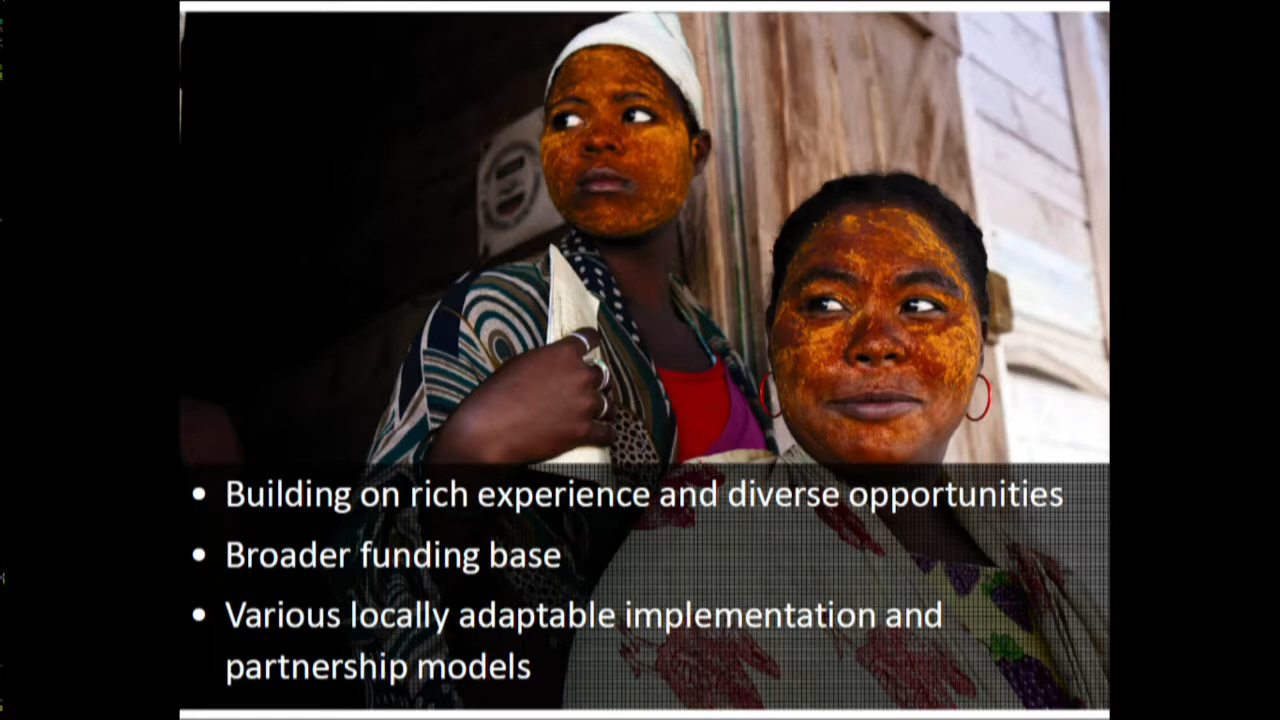 • Building on rich experience and diverse opportunities
• Broader funding base
• Various locally adaptable implementation and
partnership models